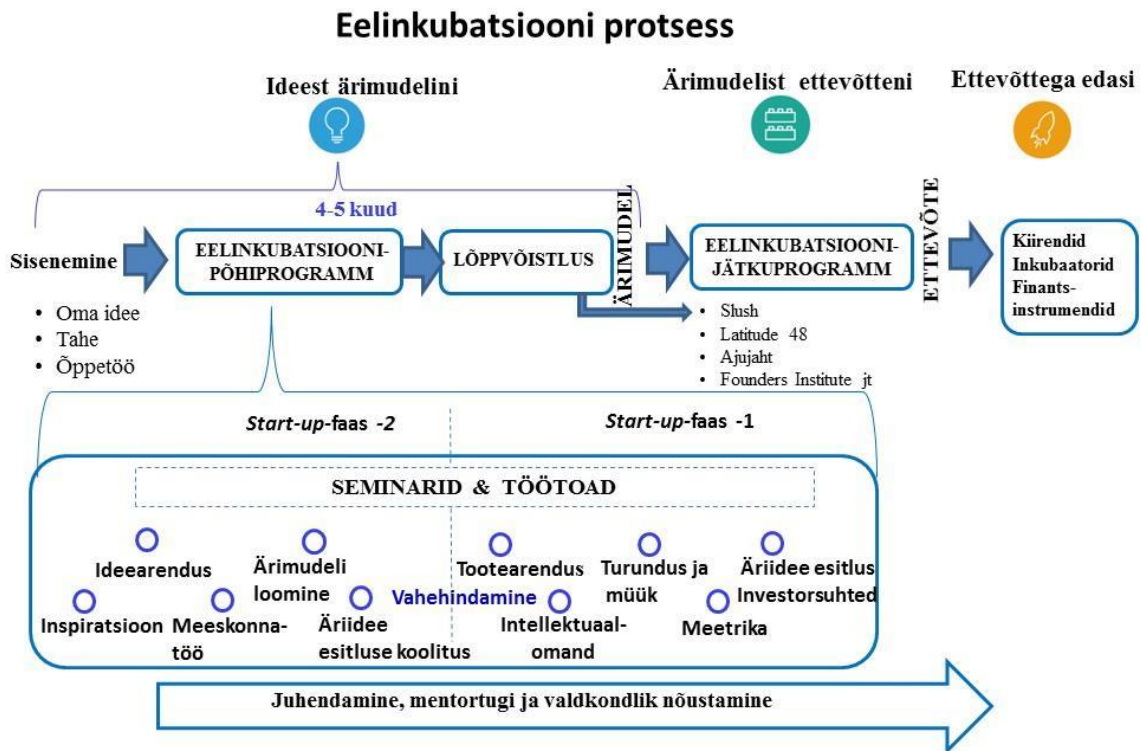 Eelinkubatsiooni protsess
Ideest ärimudelini
Ärimudelist ettevõtteni
Ettevõttega edasi
4-5 kuud
Sisenemine
EELINKUBATSIOONI-
PÕHIPROGRAMM
LÕPPVÕISTLUS
ÄRIMUDEL
EELINKUBATSIOONI-
JÄTKUPROGRAMM
ETTEVÕTE
Kiirendid
Inkubaatorid
Finants-
instrumendid
• Oma idee
• Tahe
• Õppetöö
• Slush
• Latitude 48
• Ajujaht
• Founders Institute jt
Start-up-faas -2
Start-up-faas -1
SEMINARID & TÖÖTOAD
Ideearendus
Ärimudeli
loomine
Tootearendus
Turundus ja
müük
Äriidee esitlus
Investorsuhted
Inspiratsioon
Meeskonna-
töö
Äriidee
esitluse koolitus
Vahehindamine
Intellektuaal-
omand
Meetrika
Juhendamine, mentortugi ja valdkondlik nõustamine